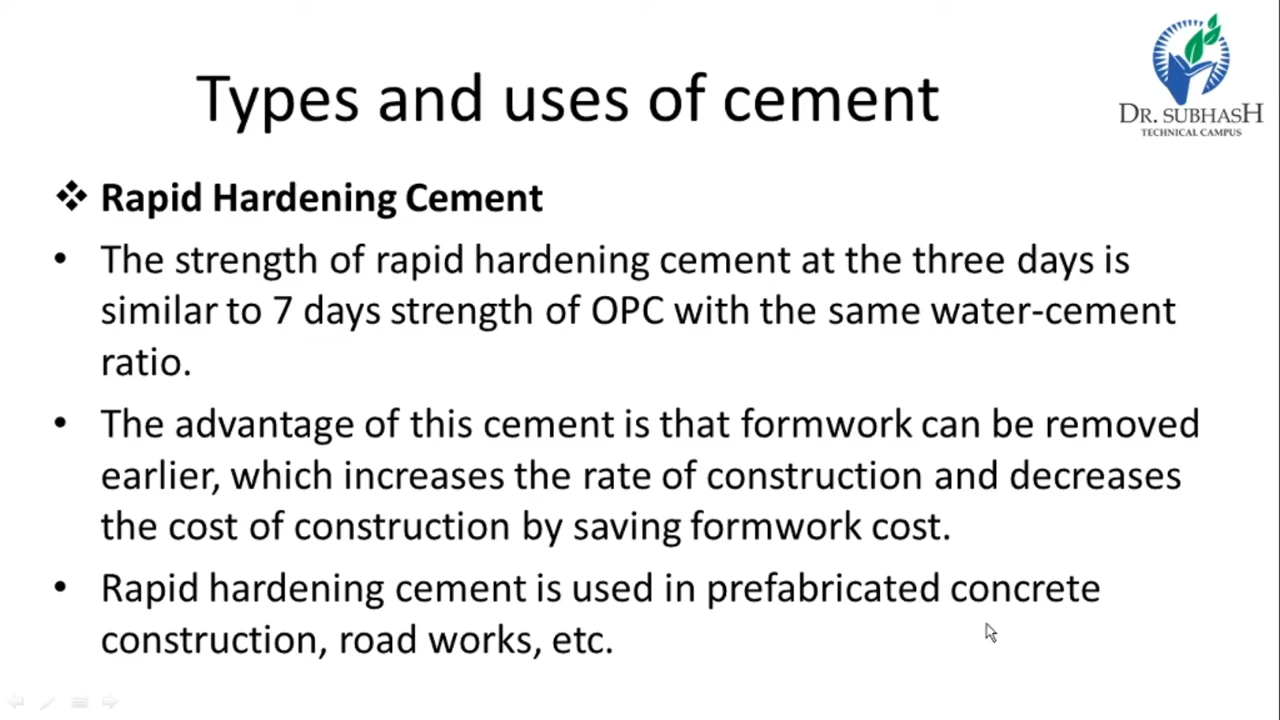 Types and uses of cement
DR. SUBHASH
TECHNICAL CAMPUS
❖ Rapid Hardening Cement
• The strength of rapid hardening cement at the three days is
similar to 7 days strength of OPC with the same water-cement
ratio.
• The advantage of this cement is that formwork can be removed
earlier, which increases the rate of construction and decreases
the cost of construction by saving formwork cost.
• Rapid hardening cement is used in prefabricated concrete
construction, road works, etc.